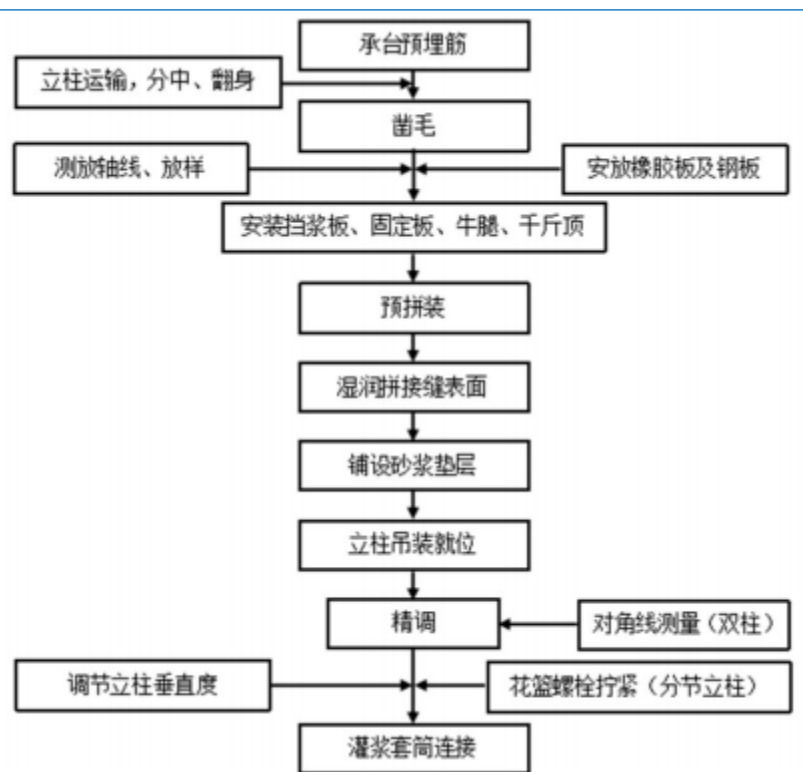 承台预埋筋
立柱运输，分中、翻身
凿毛
测放轴线、放样
安放橡胶板及钢板
安装挡浆板、固定板、牛腿、千斤顶
预拼装
湿润拼接缝表面
铺设砂浆垫层
立柱吊装就位
精调
对角线测量（双柱）
调节立柱垂直度
花篮螺栓拧紧（分节立柱）
灌浆套筒连接